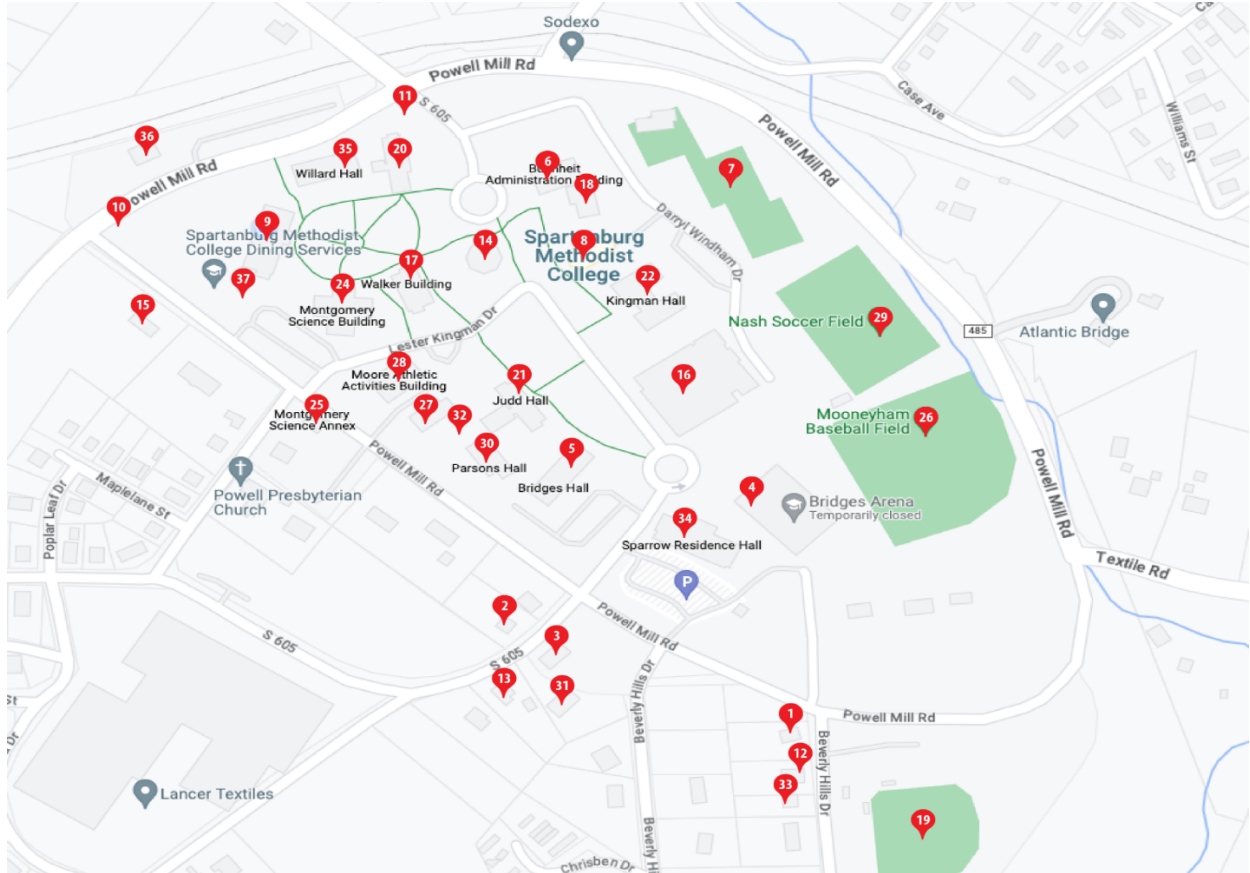 Sodexo
Powell Mill Rd
S 605
11
36
20
35
Willard Hall
6
Administration Building
18
7
Case Ave
Williams St
Powell Mill Rd
Powell Mill Rd
10
9
Spartanburg Methodist
College Dining Services
37
15
17
Walker Building
24
Montgomery
Science Building
14
8
Spartanburg
Methodist
College
22
Kingman Hall
Darryl Windham Dr
29
Nash Soccer Field
485
Atlantic Bridge
Lester Kingman Dr
28
Moore Athletic
Activities Building
21
Judd Hall
16
25
Montgomery
Science Annex
27
32
30
Parsons Hall
5
Bridges Hall
26
Mooneyham
Baseball Field
Powell Mill Rd
Powell Mill Rd
Powell Presbyterian
Church
Maplelane St
Poplar Leaf Dr
4
Bridges Arena
Temporarily closed
34
Sparrow Residence Hall
P
Textile Rd
2
3
Powell Mill Rd
S 605
S 605
13
31
Beverly Hills Dr
1
Powell Mill Rd
12
33
Beverly Hills Dr
19
Lancer Textiles
St
Dr
Beverly Hi
Chrisben Dr